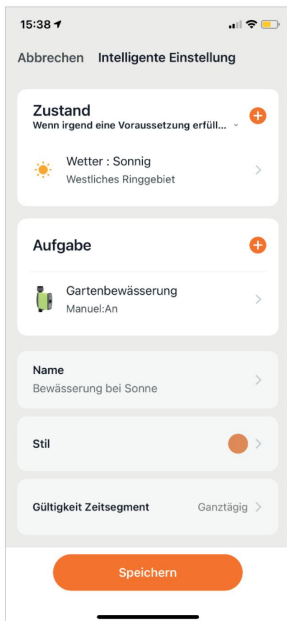 15:38
Abbrechen Intelligente Einstellung
Zustand
Wenn irgend eine Voraussetzung erfüll...
Wetter : Sonnig
Westliches Ringgebiet
Aufgabe
Gartenbewässerung
Manuel:An
Name
Bewässerung bei Sonne
Stil
Gültigkeit Zeitsegment Ganztägig
Speichern